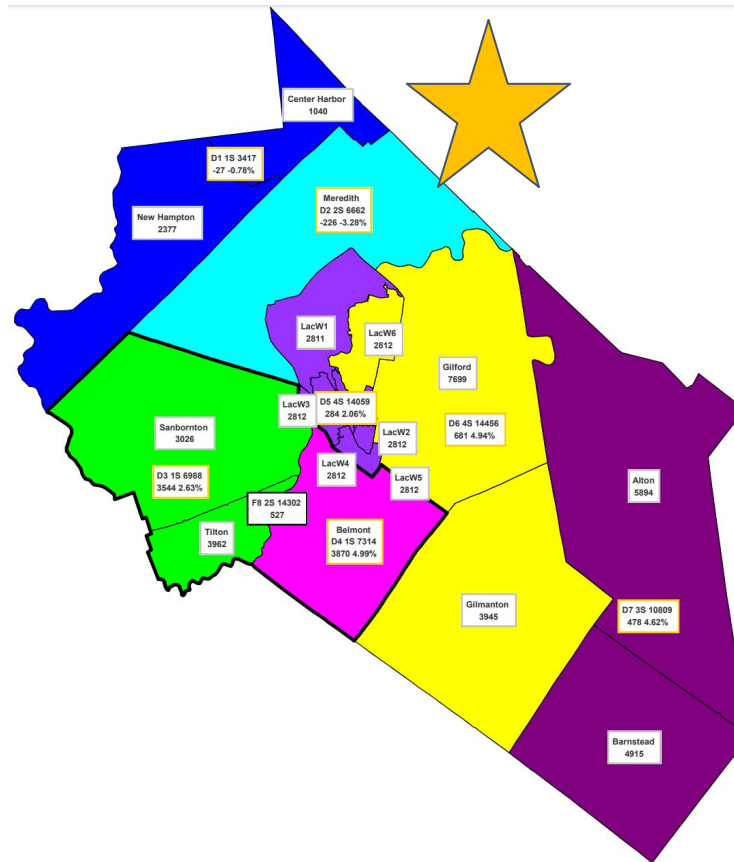 Center Harbor
1040
D1 1S 3417
-27 -0.78%
Meredith
D2 2S 6662
-226 -3.28%
New Hampton
2377
LacW1
2811
LacW6
2812
Gilford
7699
LacW3
2812
D5 4S 14059
284 2.06%
Sanbornton
3026
LacW2
2812
D6 4S 14456
681 4.94%
LacW4
2812
LacW5
2812
D3 1S 6988
3544 2.63%
Alton
5894
F8 2S 14302
527
Tilton
3962
Belmont
D4 1S 7314
3870 4.99%
Gilmanton
3945
D7 3S 10809
478 4.62%
Barnstead
4915